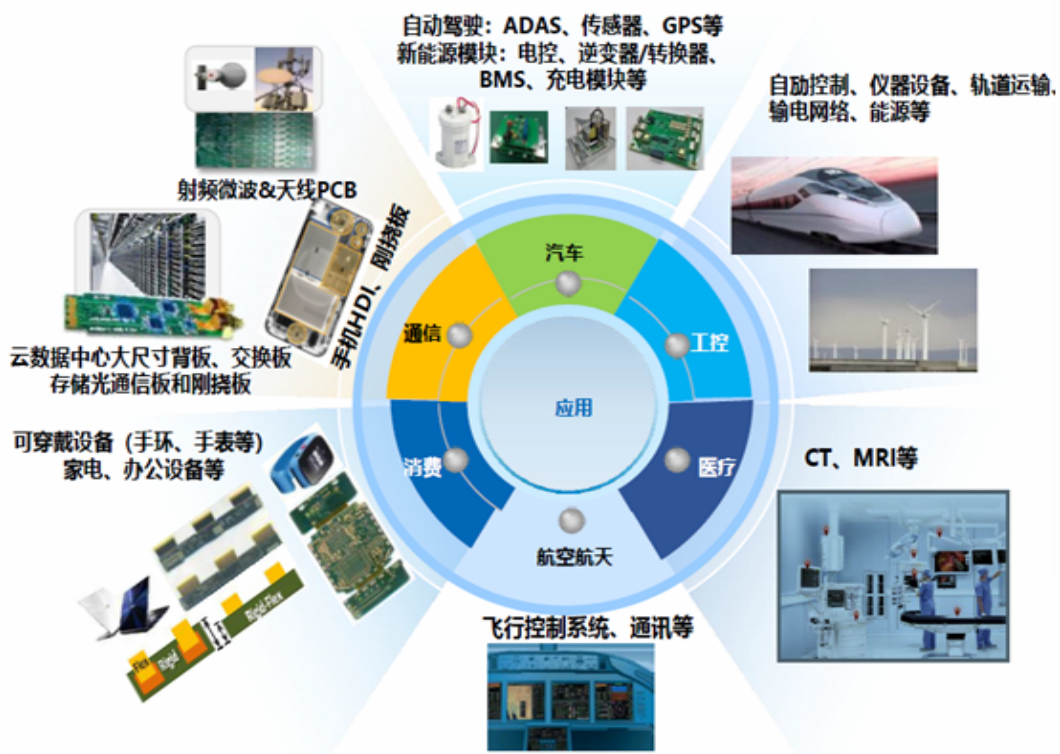 自动驾驶：ADAS、传感器、GPS等
新能源模块：电控、逆变器/转换器、
BMS、充电模块等
自动控制、仪器设备、轨道运输、
输电网络、能源等
射频微波&天线PCB
手机HDI、刚挠板
云数据中心大尺寸背板、交换板
存储光通信板和刚挠板
汽车
通信
工控
应用
消费
医疗
航空航天
可穿戴设备（手环、手表等）
家电、办公设备等
CT、MRI等
飞行控制系统、通讯等
Flex
Rigid
Rigid-Flex